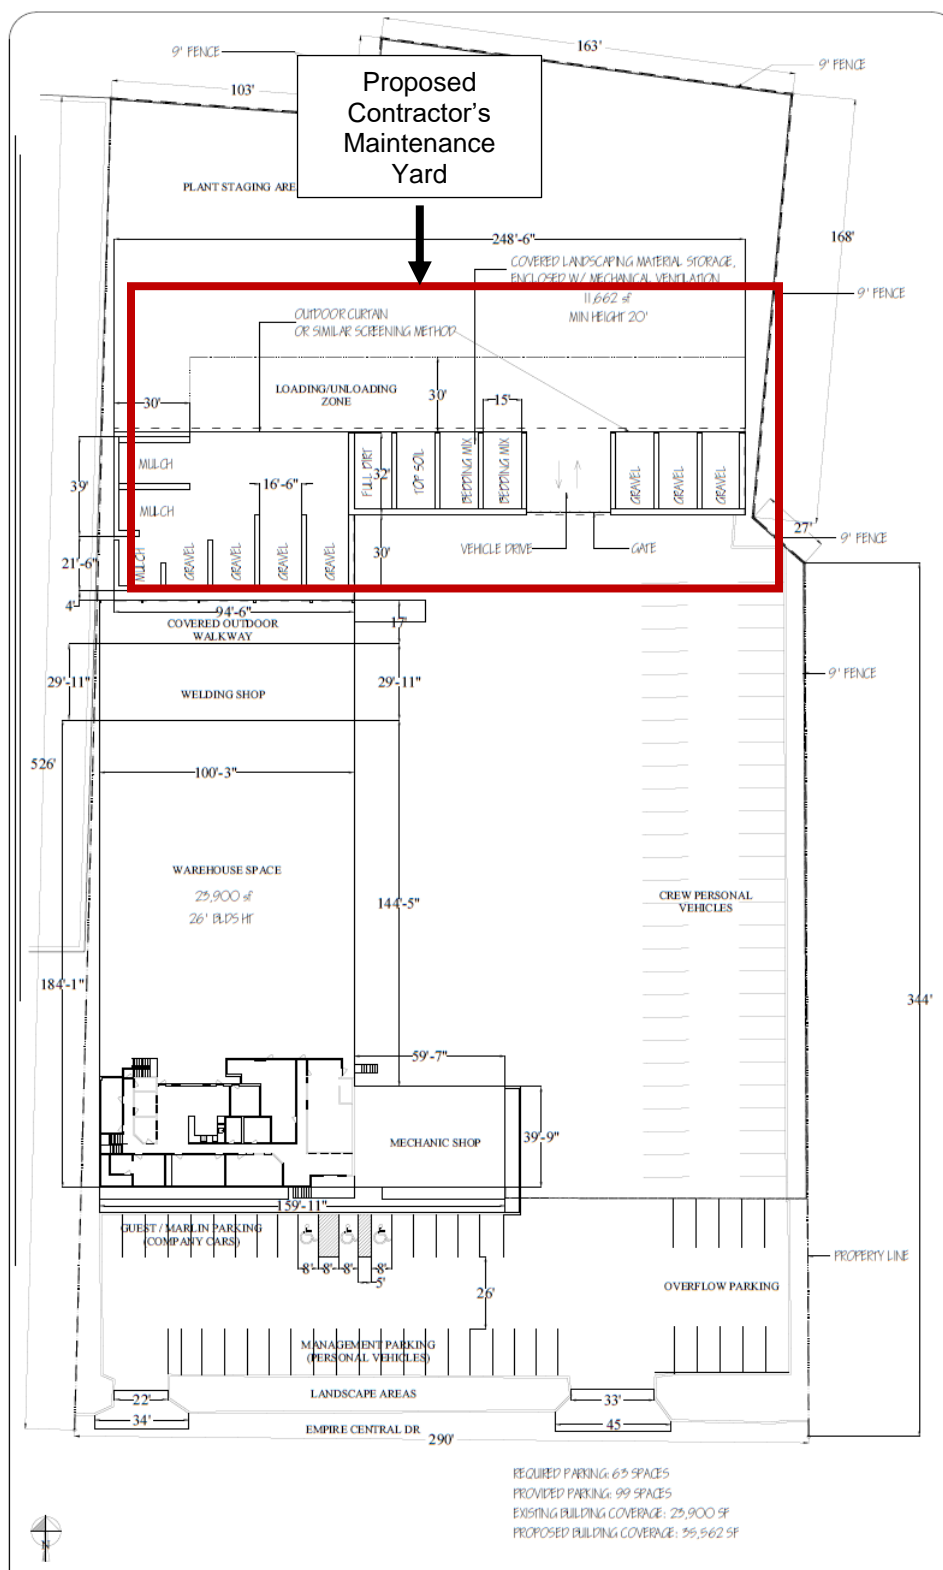 163'
9' FENCE
9' FENCE
103'
Proposed
Contractor's
Maintenance
Yard
PLANT STAGING ARE
248'-6"
168'
COVERED LANDSCAPING MATERIAL STORAGE,
ENCLOSED W/ MECHANICAL VENTILATION
11,662 sf
MIN HEIGHT 20'
9' FENCE
OUTDOOR CURTAIN
OR SIMILAR SCREENING METHOD
LOADING/UNLOADING
ZONE
30'
30'
15'
MULCH
39'
FULL DIRT
32'
TOP SOIL
BEDDING MIX
BEDDING MIX
GRAVEL
GRAVEL
GRAVEL
16'-6"
MULCH
27'
9' FENCE
21'-6"
MULCH
GRAVEL
GRAVEL
GRAVEL
GRAVEL
30'
VEHICLE DRIVE
GATE
4'
94'-6"
17'
COVERED OUTDOOR
WALKWAY
29'-11"
29'-11"
9' FENCE
WELDING SHOP
526'
100'-3"
WAREHOUSE SPACE
23,900 sf
26' BLDS HT
144'-5"
CREW PERSONAL
VEHICLES
184'-1"
344'
59'-7"
MECHANIC SHOP
39'-9"
159'-11"
GUEST / MARLIN PARKING
(COMPANY CARS)
8'
8'
8'
8'
5'
26'
PROPERTY LINE
OVERFLOW PARKING
MANAGEMENT PARKING
(PERSONAL VEHICLES)
LANDSCAPE AREAS
22'
33'
34'
45
EMPIRE CENTRAL DR
290'
REQUIRED PARKING: 63 SPACES
PROVIDED PARKING: 99 SPACES
EXISTING BUILDING COVERAGE: 23,900 SF
PROPOSED BUILDING COVERAGE: 35,562 SF
N